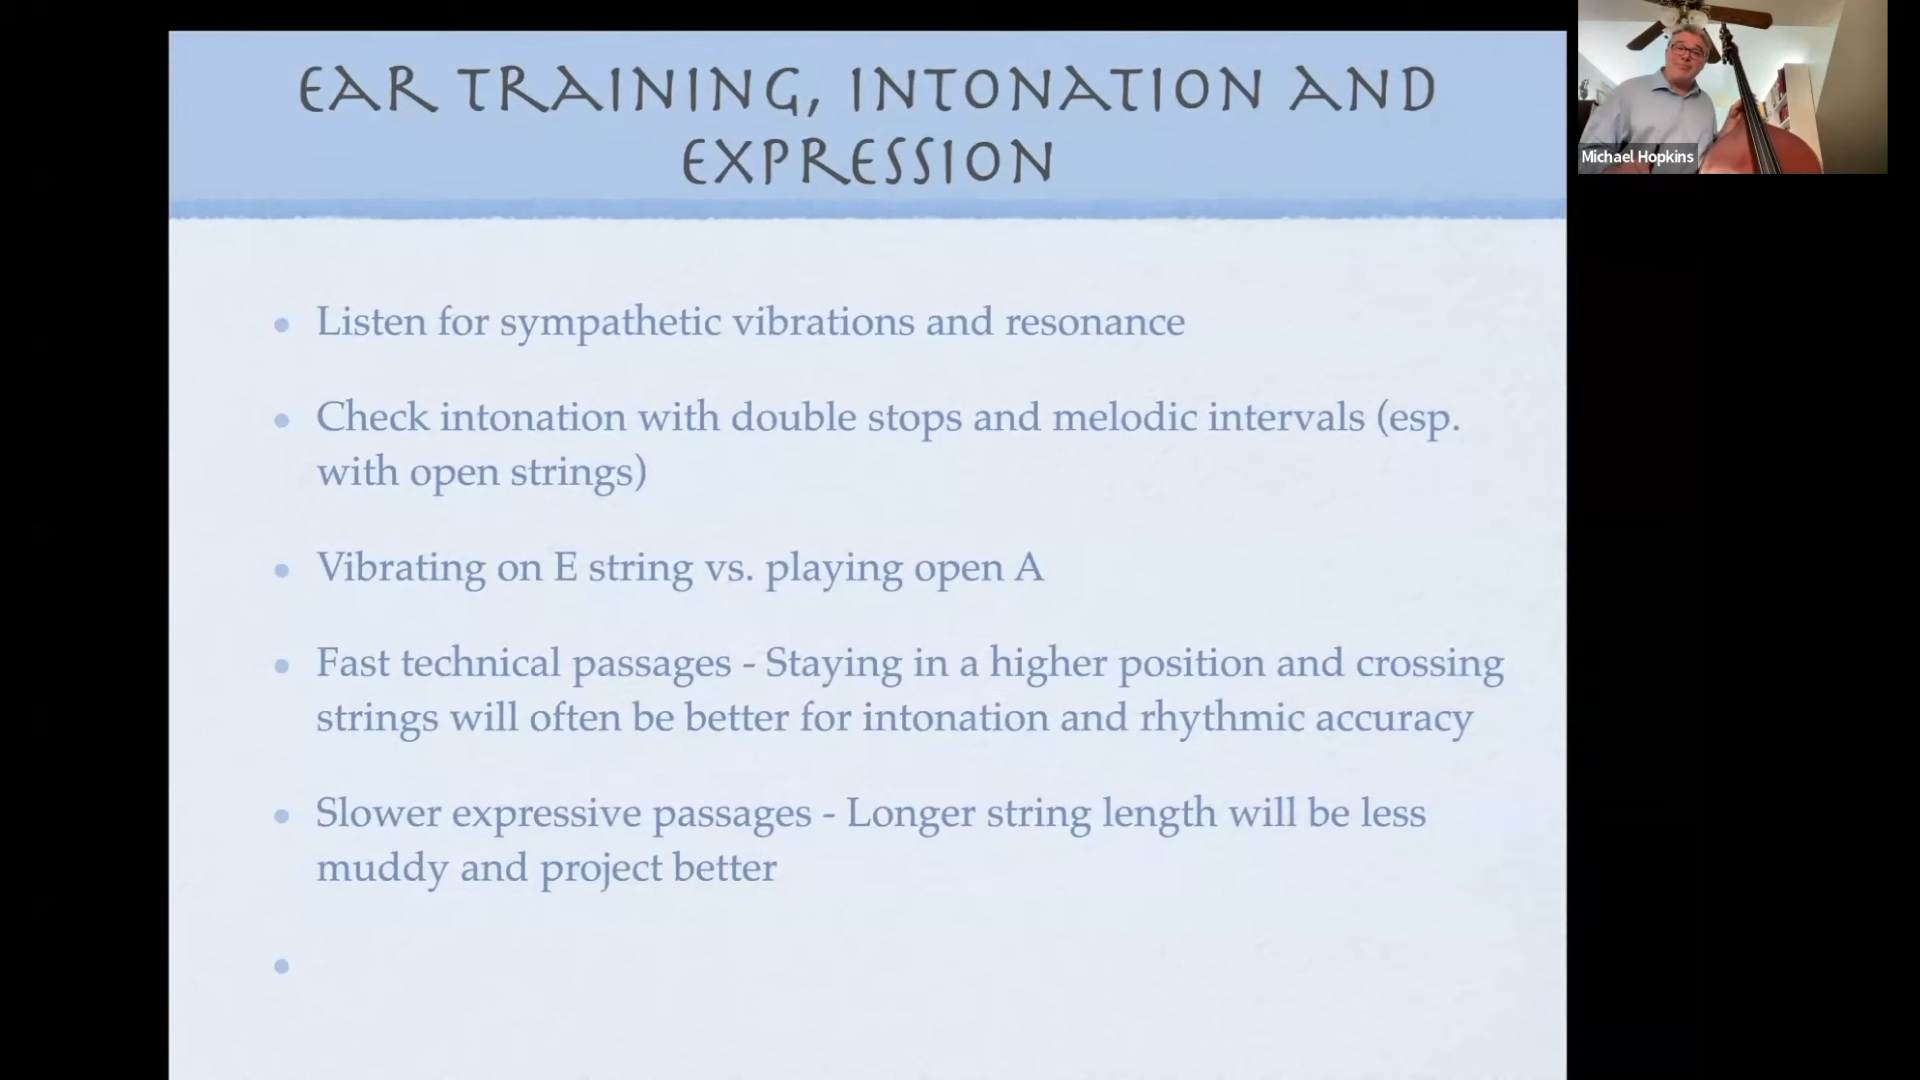 EAR TRAINING, INTONATION AND
EXPRESSION
Michael Hopkins
• Listen for sympathetic vibrations and resonance
• Check intonation with double stops and melodic intervals (esp.
with open strings)
• Vibrating on E string vs. playing open A
• Fast technical passages - Staying in a higher position and crossing
strings will often be better for intonation and rhythmic accuracy
• Slower expressive passages - Longer string length will be less
muddy and project better
•